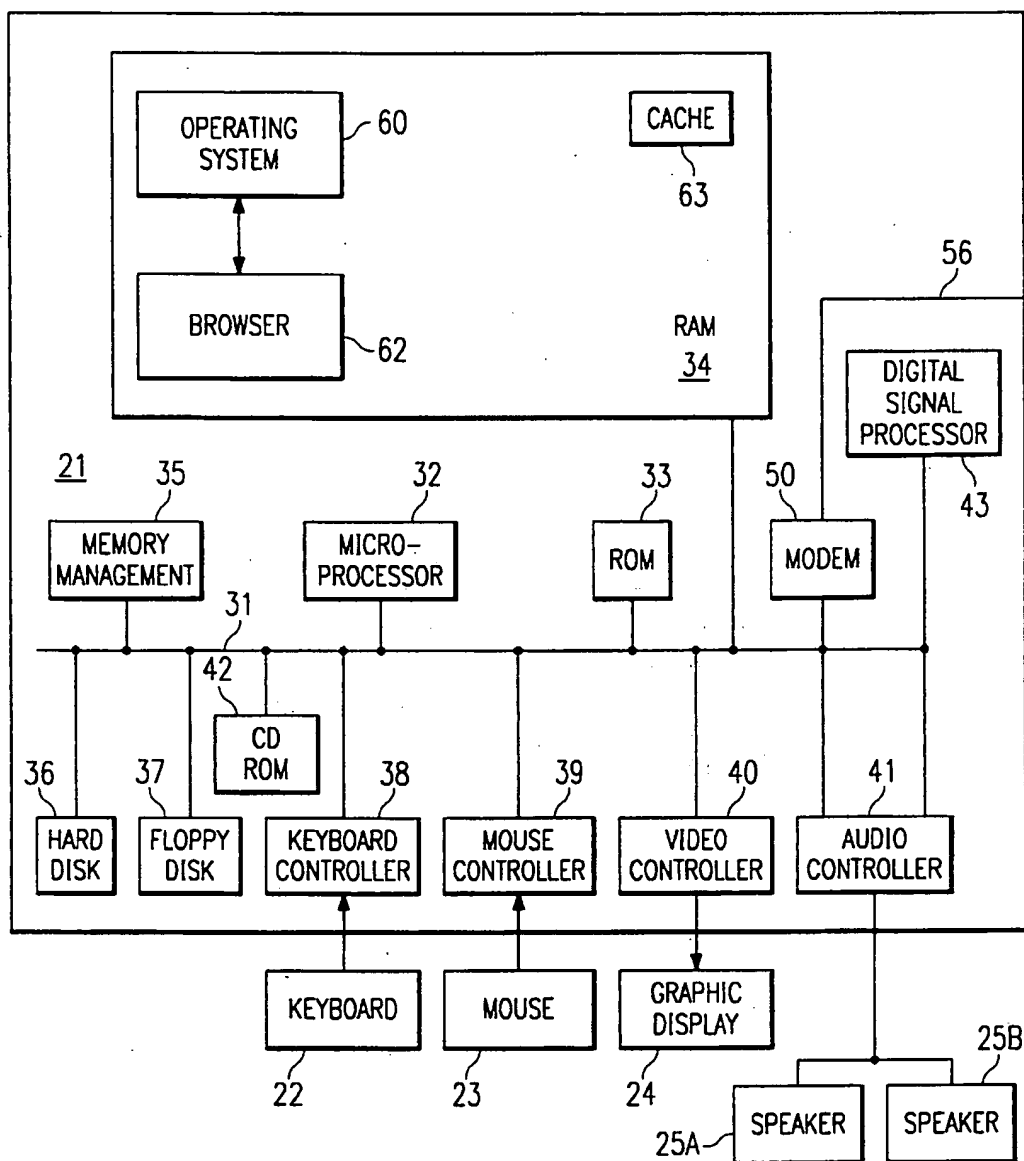 OPERATING
SYSTEM
60
CACHE
63
BROWSER
62
RAM
34
56
DIGITAL
SIGNAL
PROCESSOR
43
21
35
MEMORY
MANAGEMENT
32
MICRO-
PROCESSOR
33
ROM
50
MODEM
31
42
CD
ROM
36
HARD
DISK
37
FLOPPY
DISK
38
KEYBOARD
CONTROLLER
39
MOUSE
CONTROLLER
40
VIDEO
CONTROLLER
41
AUDIO
CONTROLLER
KEYBOARD
22
MOUSE
23
GRAPHIC
DISPLAY
24
SPEAKER
25A
SPEAKER
25B